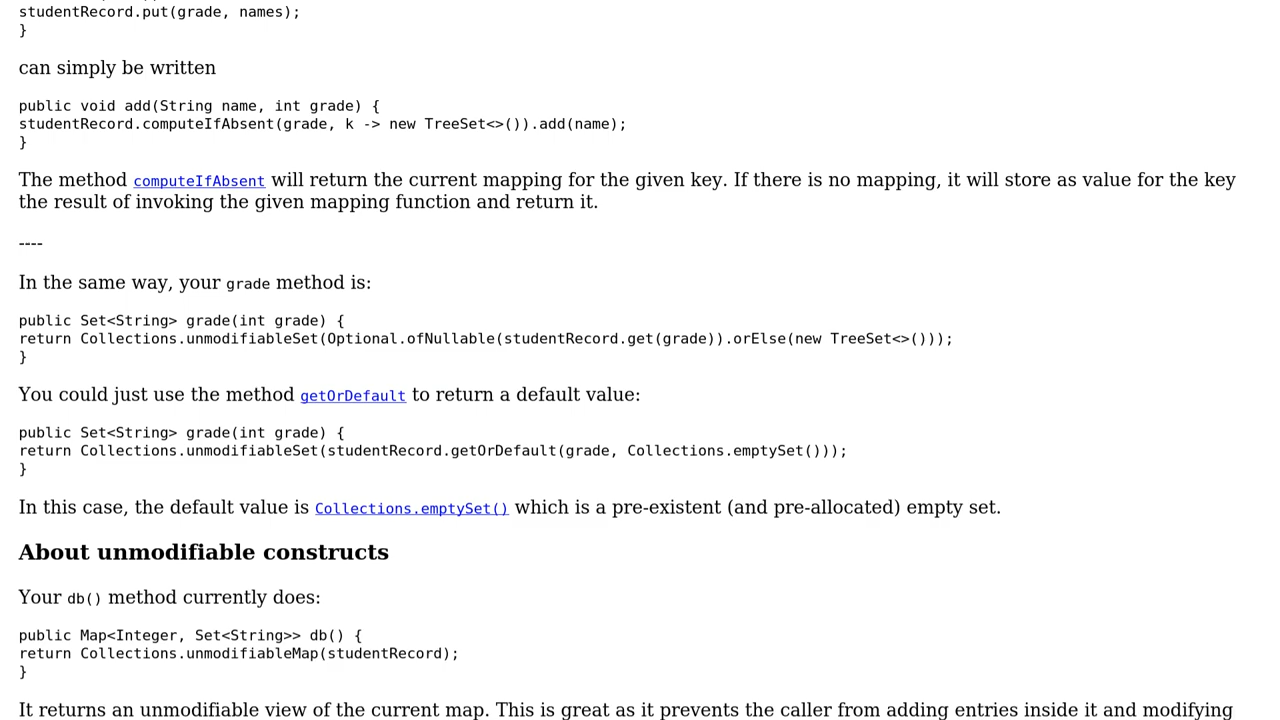 studentRecord.put(grade, names);
}
can simply be written
public void add(String name, int grade) {
studentRecord.computeIfAbsent(grade, k -> new TreeSet<>()).add(name);
}
The method computeIfAbsent will return the current mapping for the given key. If there is no mapping, it will store as value for the key
the result of invoking the given mapping function and return it.
----
In the same way, your grade method is:
public Set<String> grade(int grade) {
return Collections.unmodifiableSet(Optional.ofNullable(studentRecord.get(grade)).orElse(new TreeSet<>()));
}
You could just use the method getOrDefault to return a default value:
public Set<String> grade(int grade) {
return Collections.unmodifiableSet(studentRecord.getOrDefault(grade, Collections.emptySet()));
}
In this case, the default value is Collections.emptySet() which is a pre-existent (and pre-allocated) empty set.
About unmodifiable constructs
Your db() method currently does:
public Map<Integer, Set<String>> db() {
return Collections.unmodifiableMap(studentRecord);
}
It returns an unmodifiable view of the current map. This is great as it prevents the caller from adding entries inside it and modifying